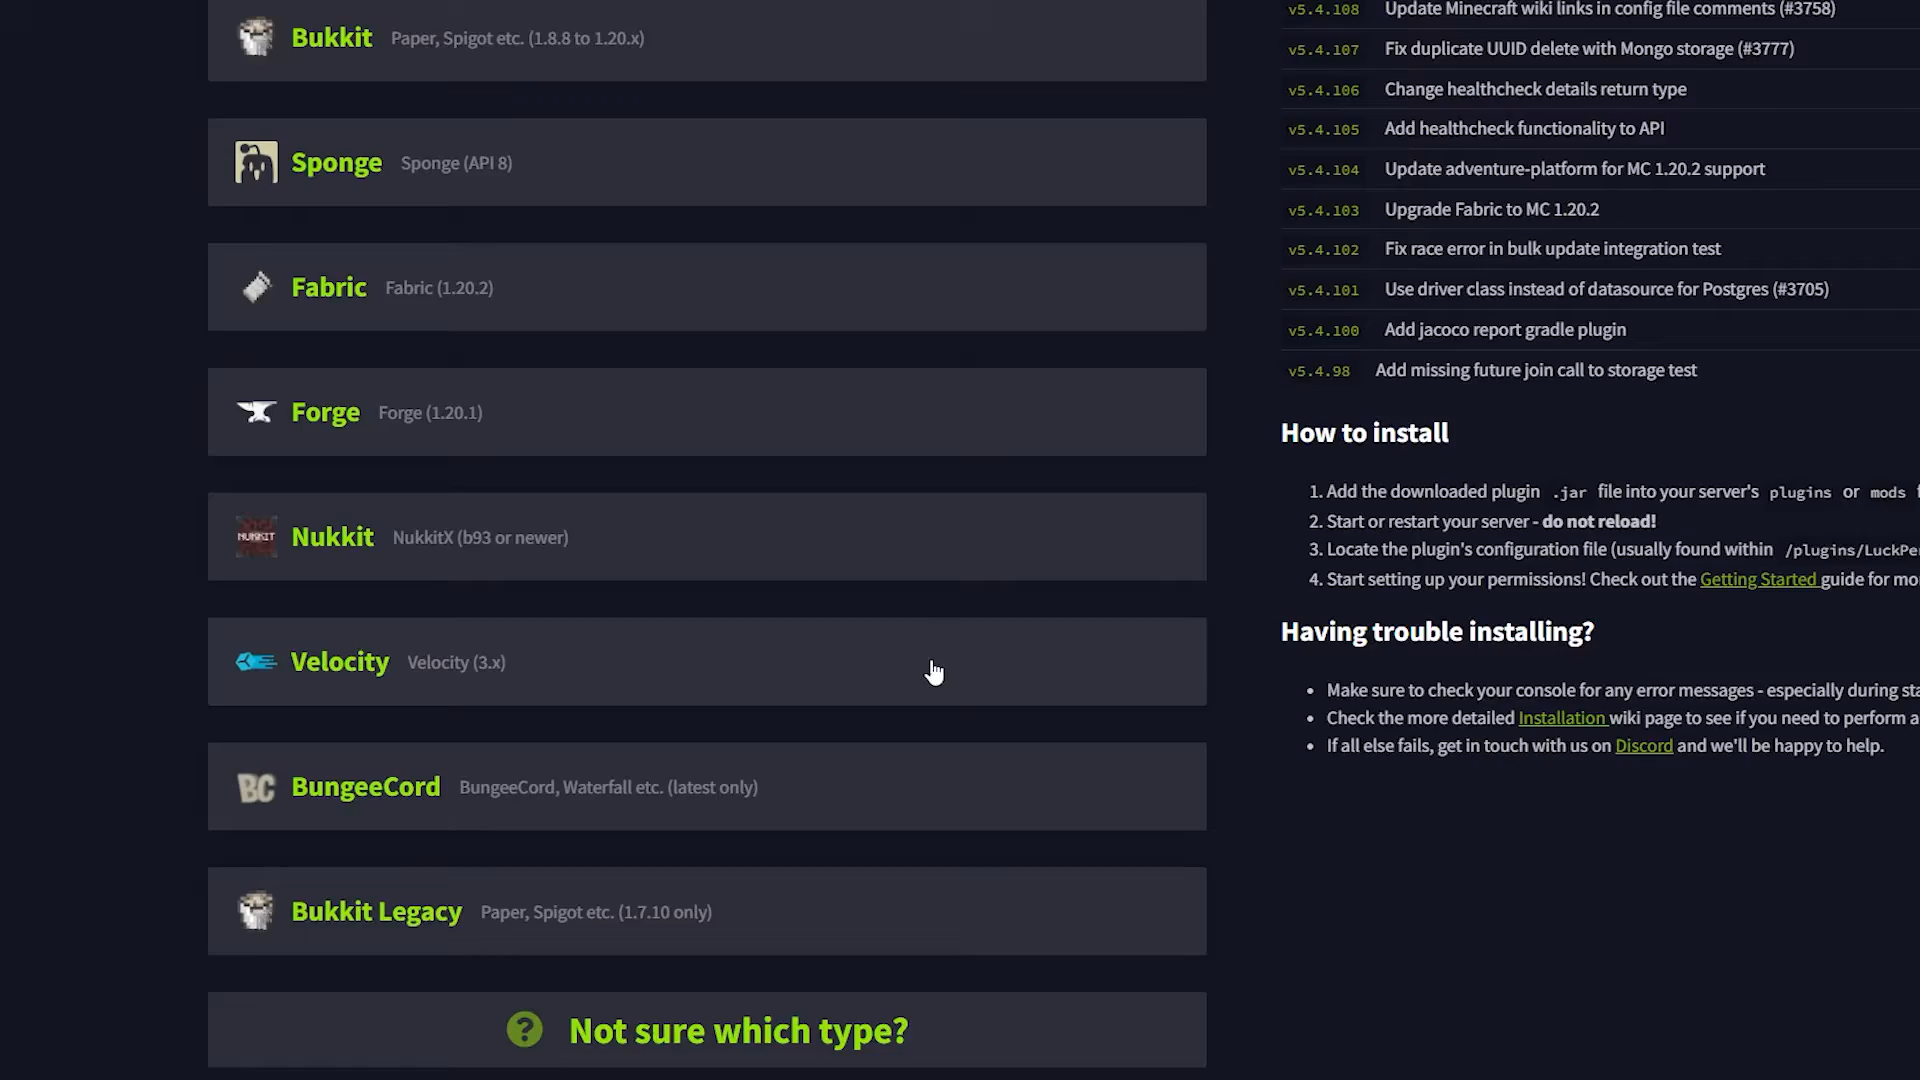 Bukkit Paper, Spigot etc. (1.8.8 to 1.20.x)
Sponge Sponge (API 8)
Fabric Fabric (1.20.2)
Forge Forge (1.20.1)
NUKKIT Nukkit NukkitX (b93 or newer)
Velocity Velocity (3.x)
BC BungeeCord BungeeCord, Waterfall etc. (latest only)
Bukkit Legacy Paper, Spigot etc. (1.7.10 only)
? Not sure which type?
v5.4.108 Update Minecraft wiki links in config file comments (#3758)
v5.4.107 Fix duplicate UUID delete with Mongo storage (#3777)
v5.4.106 Change healthcheck details return type
v5.4.105 Add healthcheck functionality to API
v5.4.104 Update adventure-platform for MC 1.20.2 support
v5.4.103 Upgrade Fabric to MC 1.20.2
v5.4.102 Fix race error in bulk update integration test
v5.4.101 Use driver class instead of datasource for Postgres (#3705)
v5.4.100 Add jacoco report gradle plugin
v5.4.98 Add missing future join call to storage test
How to install
1. Add the downloaded plugin .jar file into your server's plugins or mods f
2. Start or restart your server - do not reload!
3. Locate the plugin's configuration file (usually found within /plugins/LuckPe
4. Start setting up your permissions! Check out the Getting Started guide for mo
Having trouble installing?
• Make sure to check your console for any error messages - especially during sta
• Check the more detailed Installation wiki page to see if you need to perform a
• If all else fails, get in touch with us on Discord and we'll be happy to help.